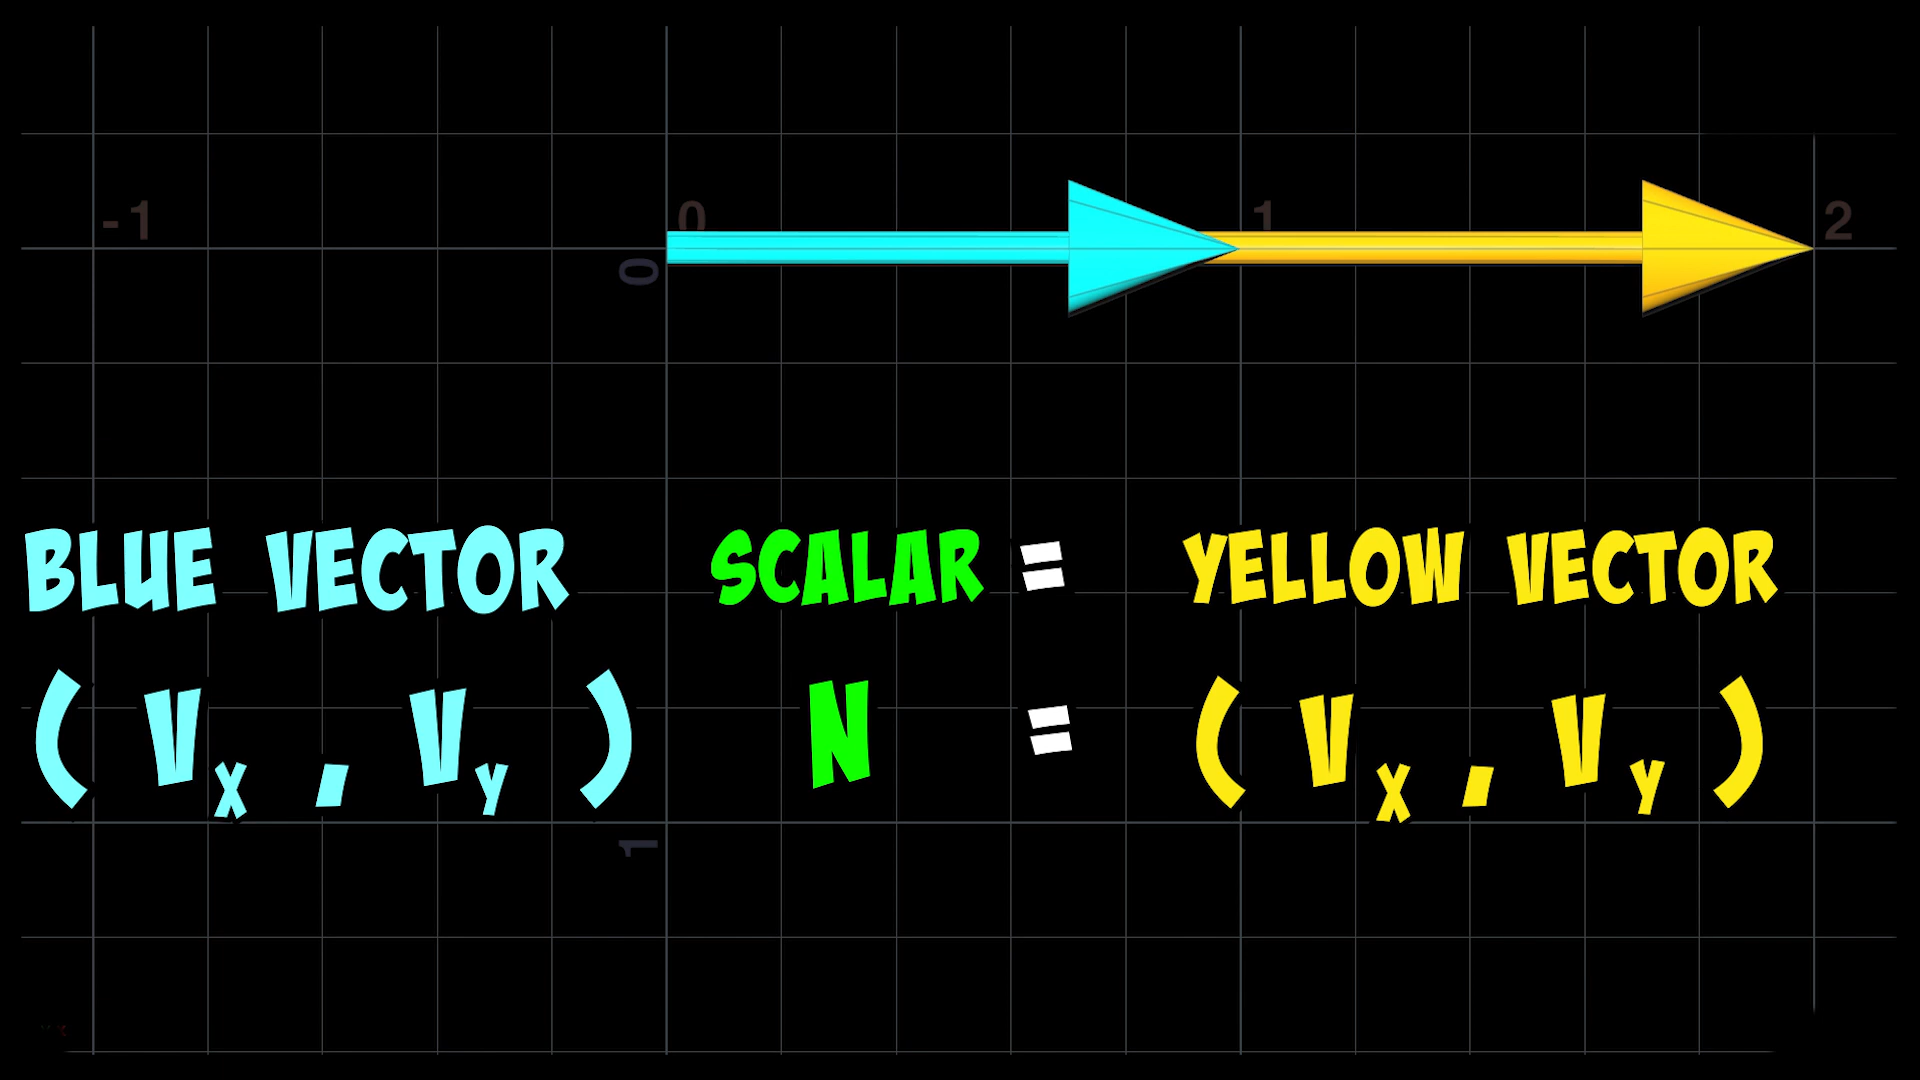 -1 0 1 2
0
BLUE VECTOR SCALAR = YELLOW VECTOR
( Vx , Vy ) N = ( Vx , Vy )
1